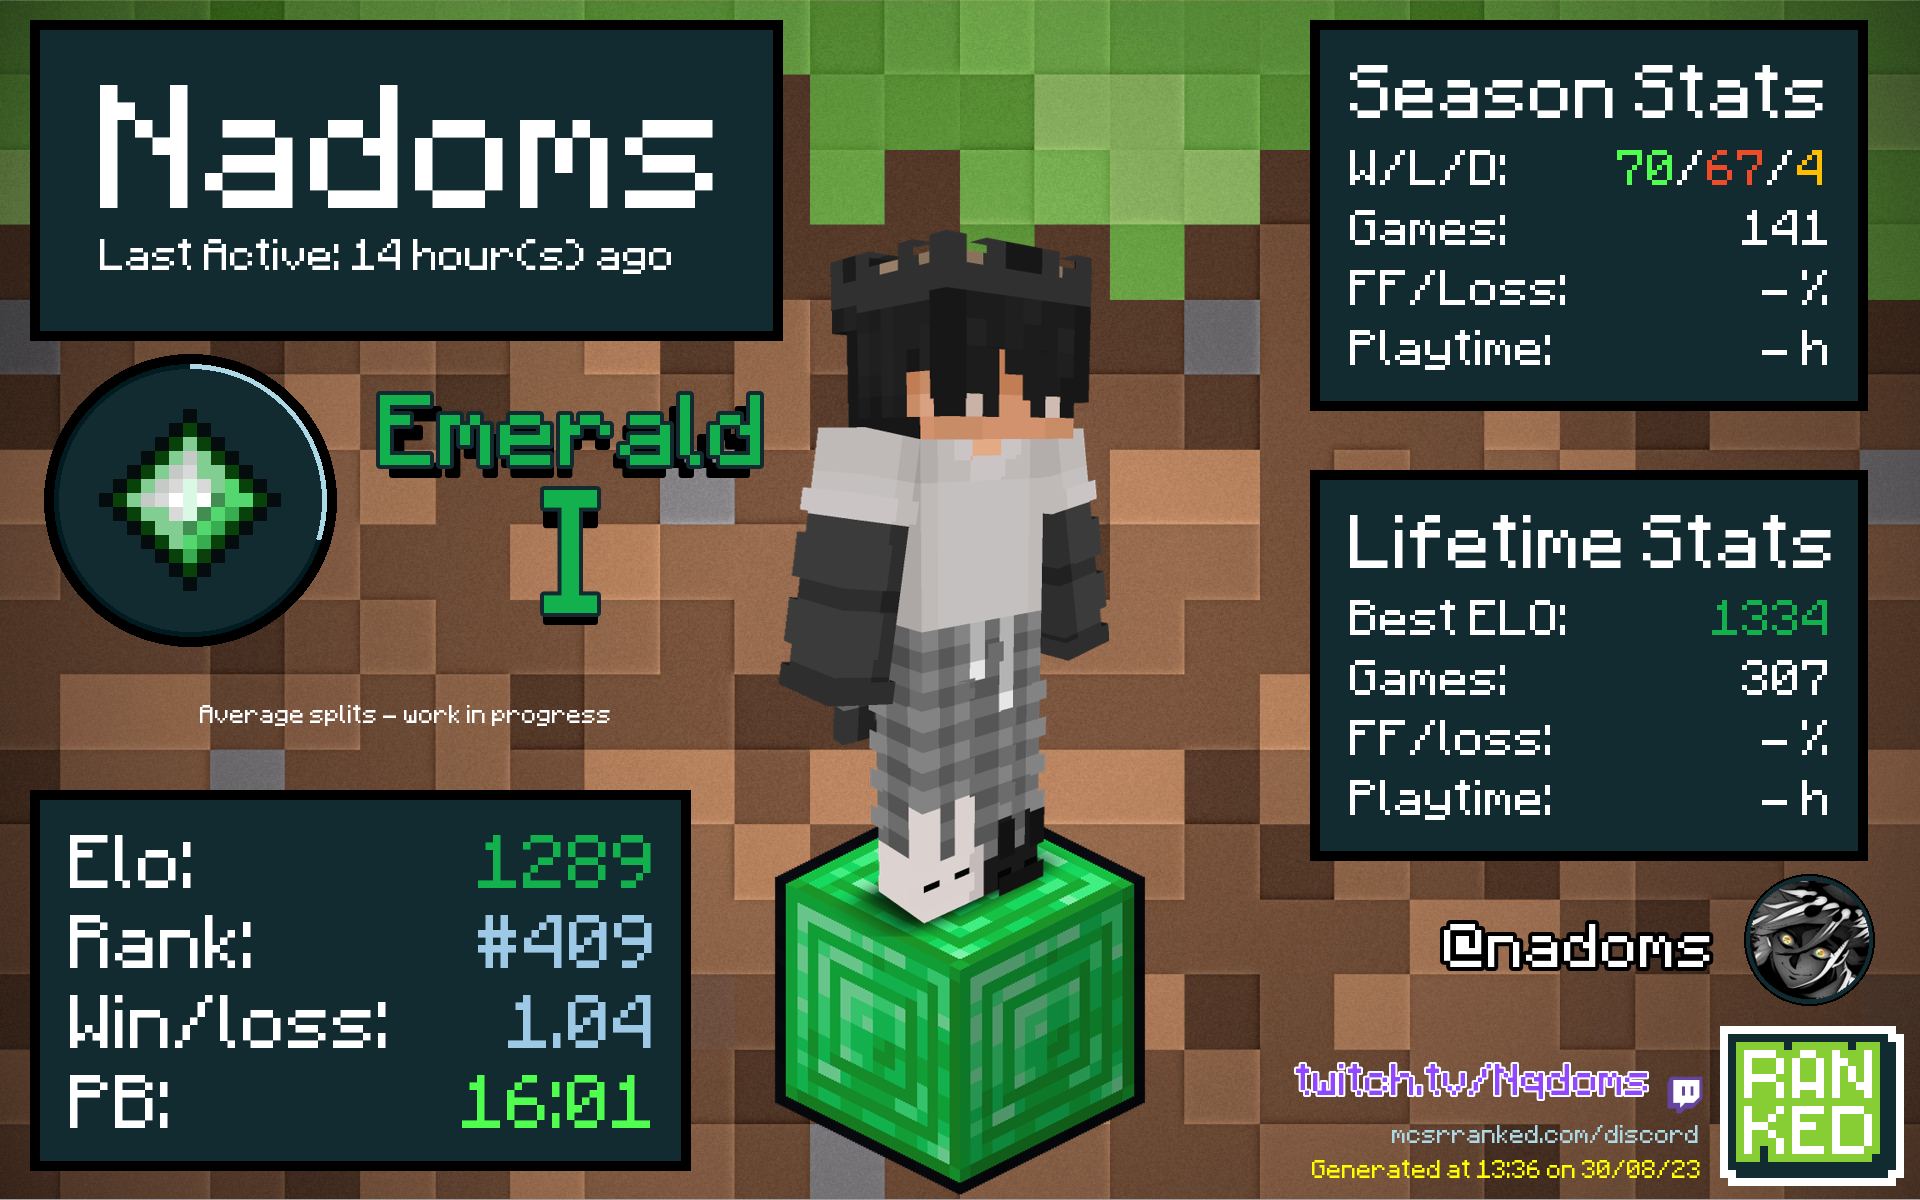 Nadoms
Last Active: 14 hour(s) ago
Emerald
I
Average splits – work in progress
Elo: 1289
Rank: #409
Win/loss: 1.04
PB: 16:01
Season Stats
W/L/D: 70/67/4
Games: 141
FF/Loss: – %
Playtime: – h
Lifetime Stats
Best ELO: 1334
Games: 307
FF/loss: – %
Playtime: – h
@nadoms
twitch.tv/Nqdoms
mcsrranked.com/discord
Generated at 13:36 on 30/08/23
RAN
KED